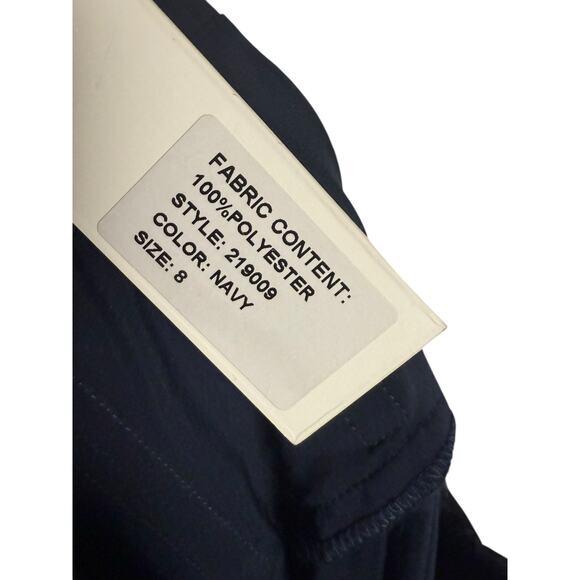 FABRIC CONTENT:
100%POLYESTER
STYLE: 219009
COLOR: NAVY
SIZE: 8